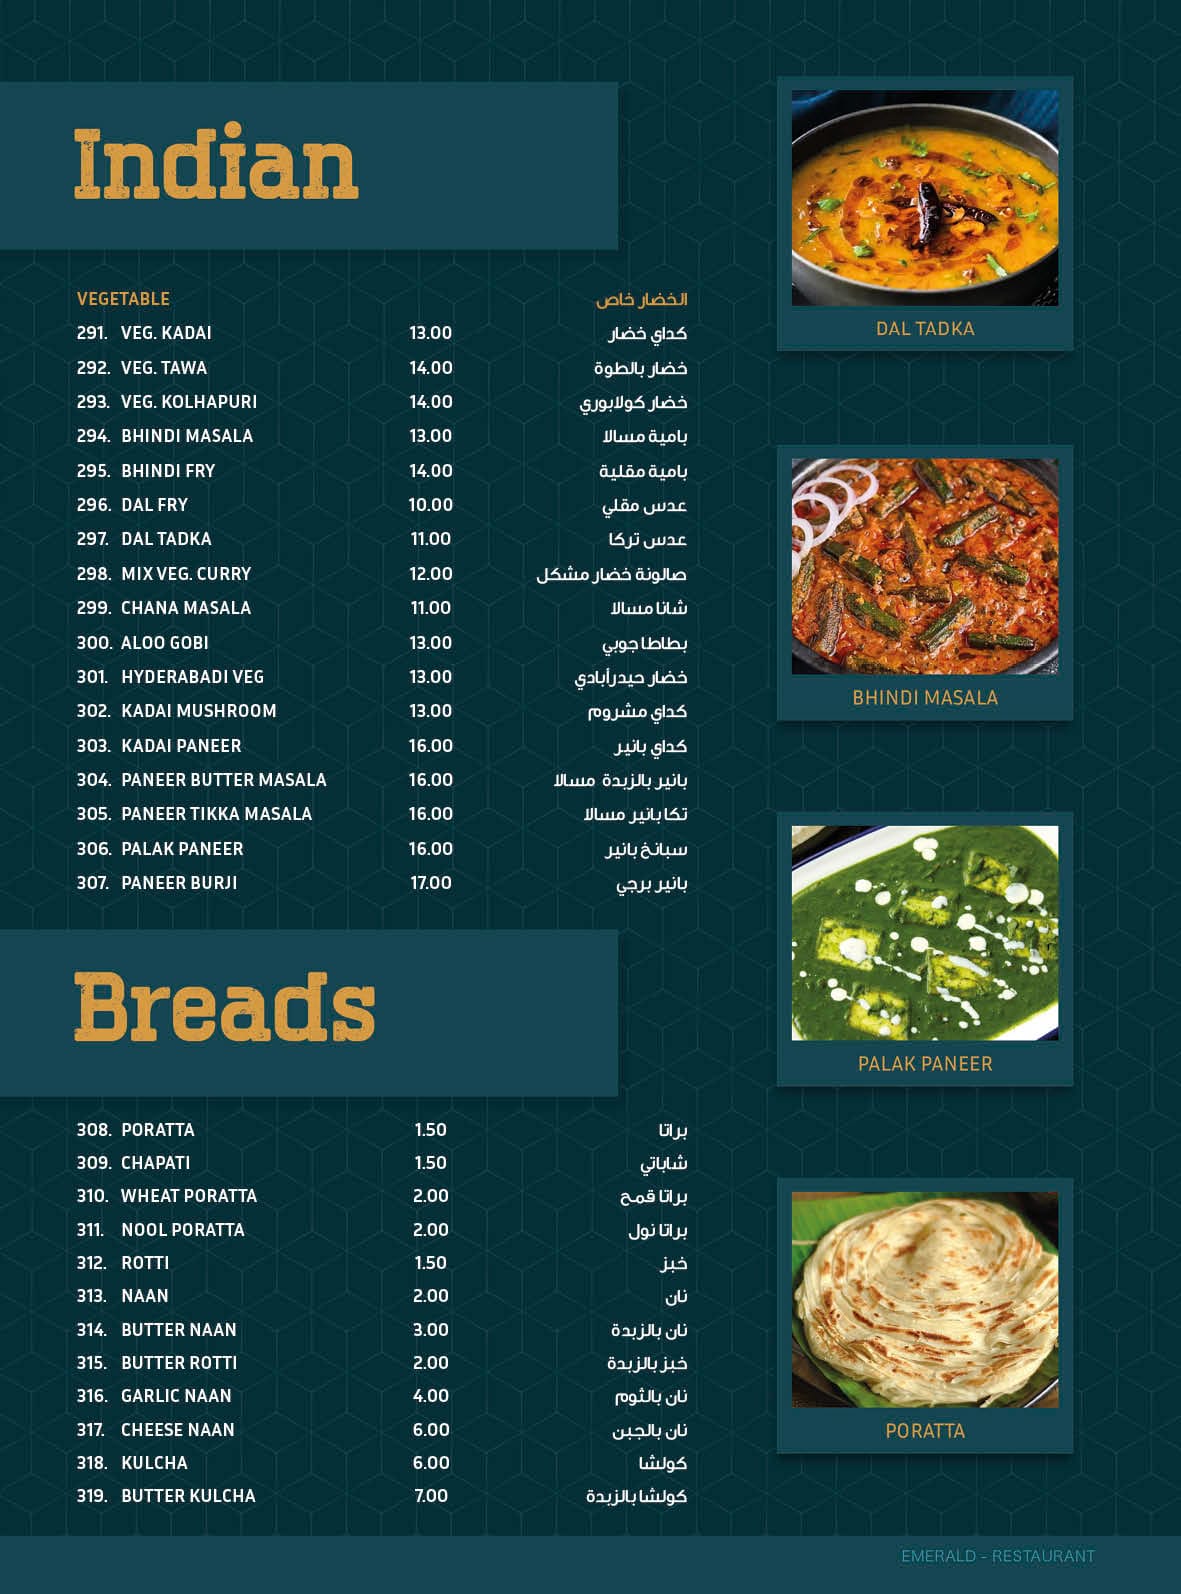 Indian
VEGETABLE الخضار خاص
291. VEG. KADAI 13.00 كداي خضار
292. VEG. TAWA 14.00 خضار بالطوة
293. VEG. KOLHAPURI 14.00 خضار كولابوري
294. BHINDI MASALA 13.00 بامية مسالا
295. BHINDI FRY 14.00 بامية مقلية
296. DAL FRY 10.00 عدس مقلي
297. DAL TADKA 11.00 عدس تركا
298. MIX VEG. CURRY 12.00 صالونة خضار مشكل
299. CHANA MASALA 11.00 شانا مسالا
300. ALOO GOBI 13.00 بطاطا جوبي
301. HYDERABADI VEG 13.00 خضار حيدرأبادي
302. KADAI MUSHROOM 13.00 كداي مشروم
303. KADAI PANEER 16.00 كداي بانير
304. PANEER BUTTER MASALA 16.00 بانير بالزبدة مسالا
305. PANEER TIKKA MASALA 16.00 تكا بانير مسالا
306. PALAK PANEER 16.00 سبانخ بانير
307. PANEER BURJI 17.00 بانير برجي
Breads
308. PORATTA 1.50 براتا
309. CHAPATI 1.50 شاباتي
310. WHEAT PORATTA 2.00 براتا قمح
311. NOOL PORATTA 2.00 براتا نول
312. ROTTI 1.50 خبز
313. NAAN 2.00 نان
314. BUTTER NAAN 3.00 نان بالزبدة
315. BUTTER ROTTI 2.00 خبز بالزبدة
316. GARLIC NAAN 4.00 نان بالثوم
317. CHEESE NAAN 6.00 نان بالجبن
318. KULCHA 6.00 كولشا
319. BUTTER KULCHA 7.00 كولشا بالزبدة
DAL TADKA
BHINDI MASALA
PALAK PANEER
PORATTA
EMERALD - RESTAURANT